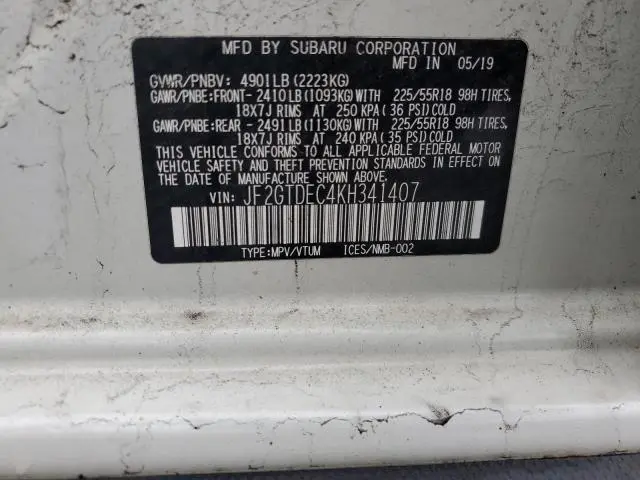 MFD BY SUBARU CORPORATION
MFD IN 05/19
GVWR/PNBV: 4901LB (2223KG)
GAWR/PNBE:FRONT-2410LB(1093KG) WITH 225/55R18 98H TIRES,
18X7J RIMS AT 250 KPA( 36 PSI)COLD
GAWR/PNBE:REAR -2491LB(1130KG) WITH 225/55R18 98H TIRES,
18X7J RIMS AT 240 KPA( 35 PSI)COLD
THIS VEHICLE CONFORMS TO ALL APPLICABLE FEDERAL MOTOR
VEHICLE SAFETY AND THEFT PREVENTION STANDARDS IN EFFECT
ON THE DATE OF MANUFACTURE SHOWN ABOVE.
VIN: JF2GTDEC4KH341407
TYPE:MPV/VTUM ICES/NMB-002